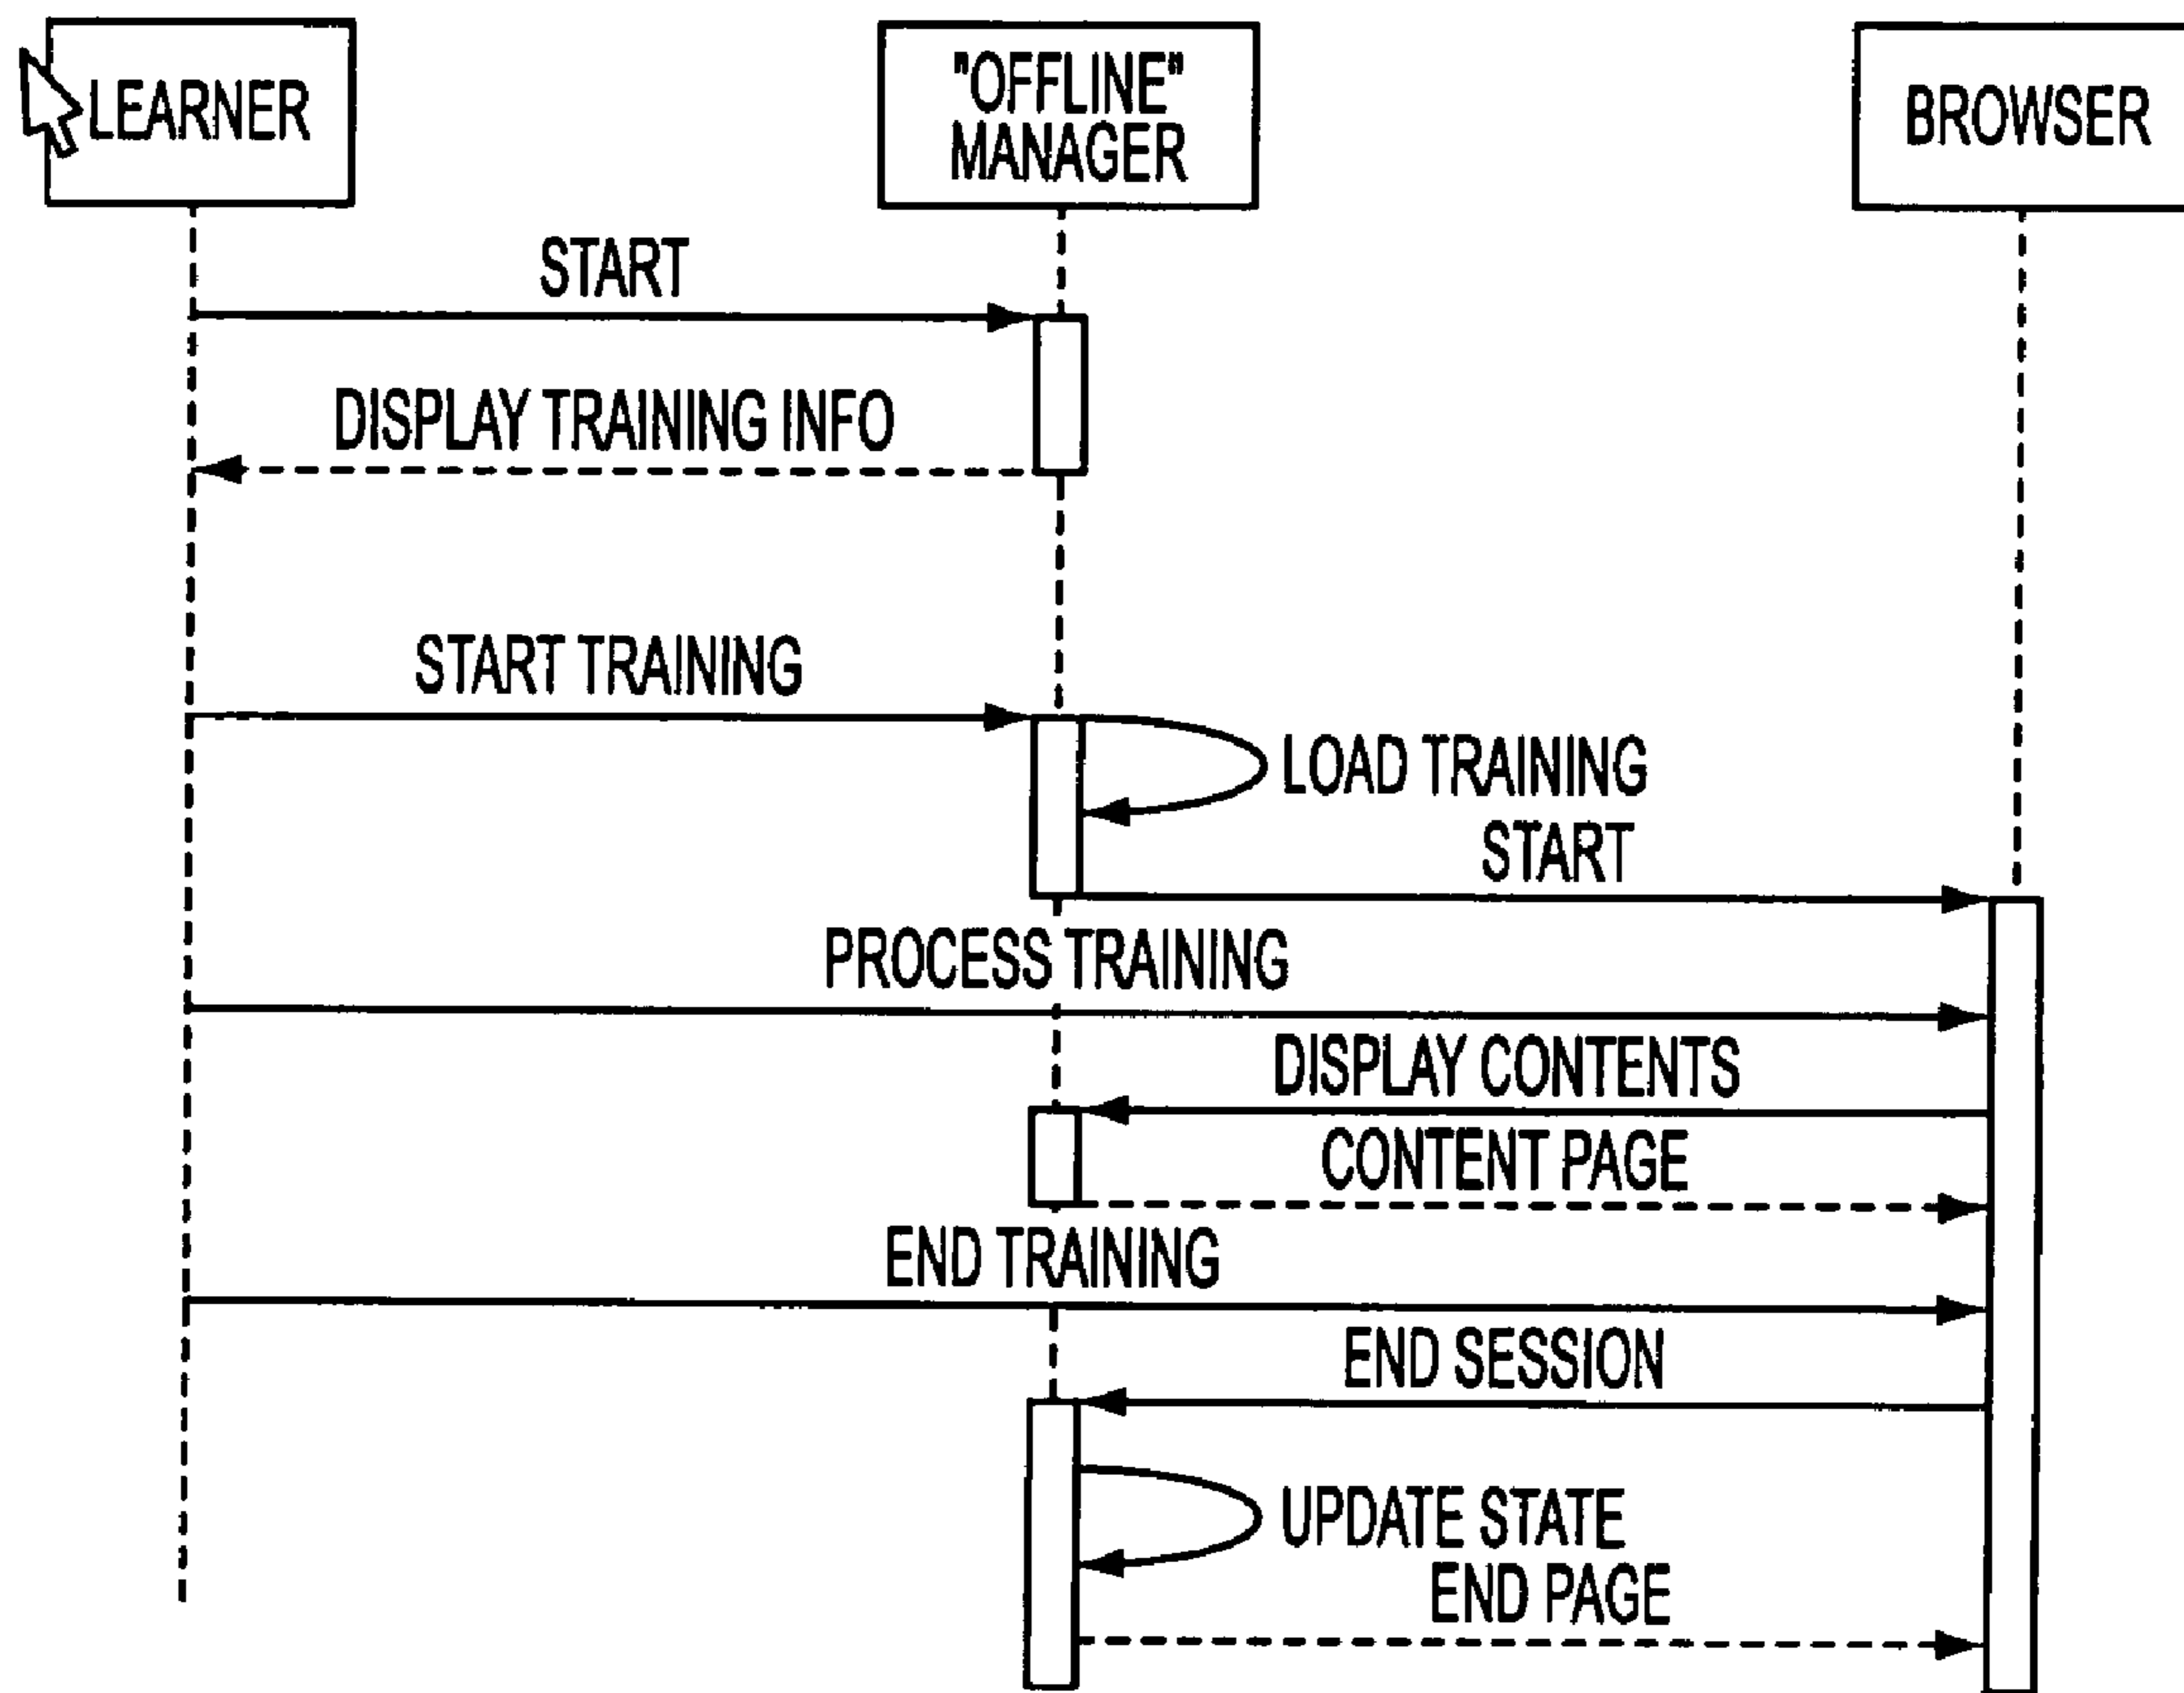 LEARNER
"OFFLINE"
MANAGER
BROWSER
START
DISPLAY TRAINING INFO
START TRAINING
LOAD TRAINING
START
PROCESS TRAINING
DISPLAY CONTENTS
CONTENT PAGE
END TRAINING
END SESSION
UPDATE STATE
END PAGE